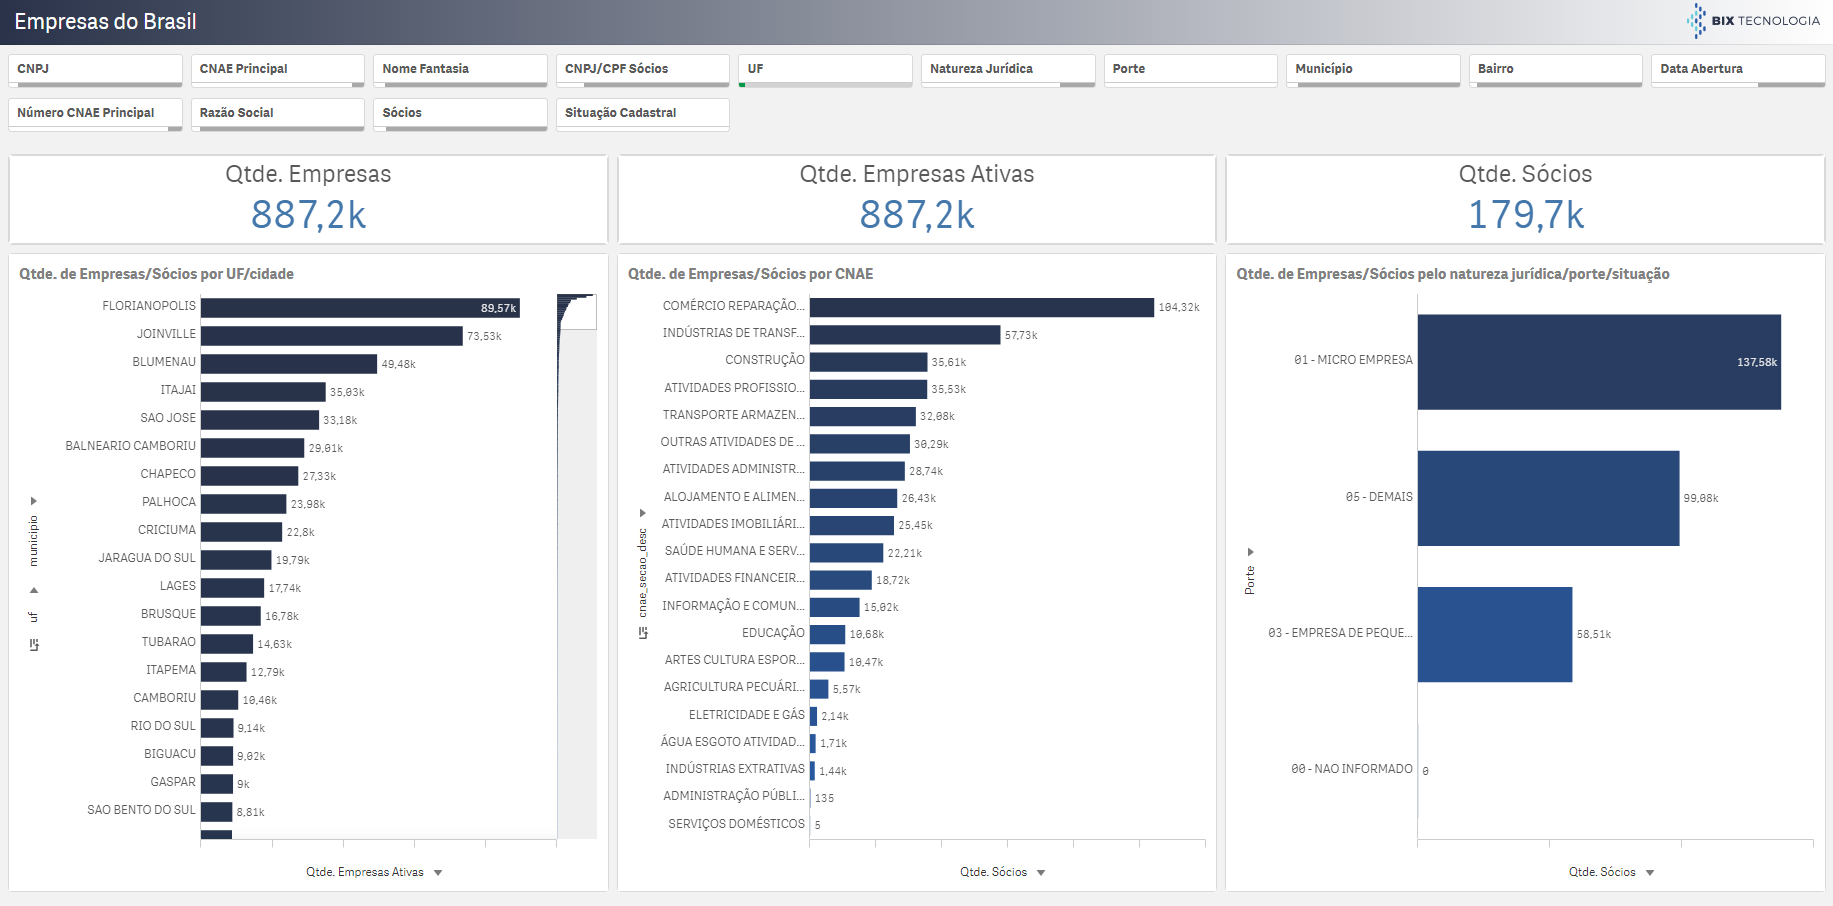 Empresas do Brasil
BIX TECNOLOGIA
CNPJ
CNAE Principal
Nome Fantasia
CNPJ/CPF Sócios
UF
Natureza Jurídica
Porte
Município
Bairro
Data Abertura
Número CNAE Principal
Razão Social
Sócios
Situação Cadastral
Qtde. Empresas
887,2k
Qtde. Empresas Ativas
887,2k
Qtde. Sócios
179,7k
Qtde. de Empresas/Sócios por UF/cidade
FLORIANOPOLIS 89,57k
JOINVILLE 73,53k
BLUMENAU 49,48k
ITAJAI 35,03k
SAO JOSE 33,18k
BALNEARIO CAMBORIU 29,01k
CHAPECO 27,33k
PALHOCA 23,98k
CRICIUMA 22,8k
JARAGUA DO SUL 19,79k
LAGES 17,74k
BRUSQUE 16,78k
TUBARAO 14,63k
ITAPEMA 12,79k
CAMBORIU 10,46k
RIO DO SUL 9,14k
BIGUACU 9,02k
GASPAR 9k
SAO BENTO DO SUL 8,81k
municipio
uf
Qtde. Empresas Ativas
Qtde. de Empresas/Sócios por CNAE
COMÉRCIO REPARAÇÃO... 104,32k
INDÚSTRIAS DE TRANSF... 57,73k
CONSTRUÇÃO 35,61k
ATIVIDADES PROFISSIO... 35,53k
TRANSPORTE ARMAZEN... 32,08k
OUTRAS ATIVIDADES DE ... 30,29k
ATIVIDADES ADMINISTR... 28,74k
ALOJAMENTO E ALIMEN... 26,43k
ATIVIDADES IMOBILIÁRI... 25,45k
SAÚDE HUMANA E SERV... 22,21k
ATIVIDADES FINANCEIR... 18,72k
INFORMAÇÃO E COMUN... 15,02k
EDUCAÇÃO 10,68k
ARTES CULTURA ESPOR... 10,47k
AGRICULTURA PECUÁRI... 5,57k
ELETRICIDADE E GÁS 2,14k
ÁGUA ESGOTO ATIVIDAD... 1,71k
INDÚSTRIAS EXTRATIVAS 1,44k
ADMINISTRAÇÃO PÚBLI... 135
SERVIÇOS DOMÉSTICOS 5
cnae_secao_desc
Qtde. Sócios
Qtde. de Empresas/Sócios pelo natureza jurídica/porte/situação
01 - MICRO EMPRESA 137,58k
05 - DEMAIS 99,08k
03 - EMPRESA DE PEQUE... 58,51k
00 - NAO INFORMADO 0
Porte
Qtde. Sócios